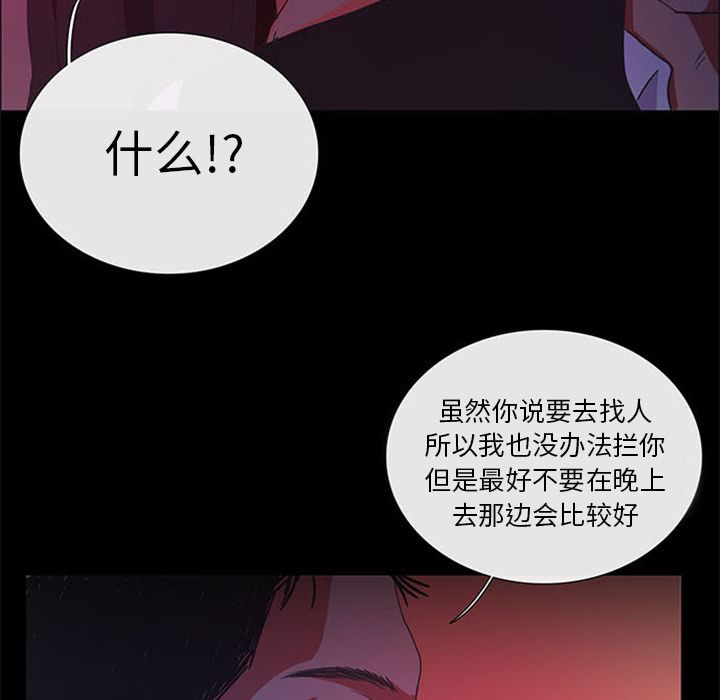 什么!?
虽然你说要去找人
所以我也没办法拦你
但是最好不要在晚上
去那边会比较好